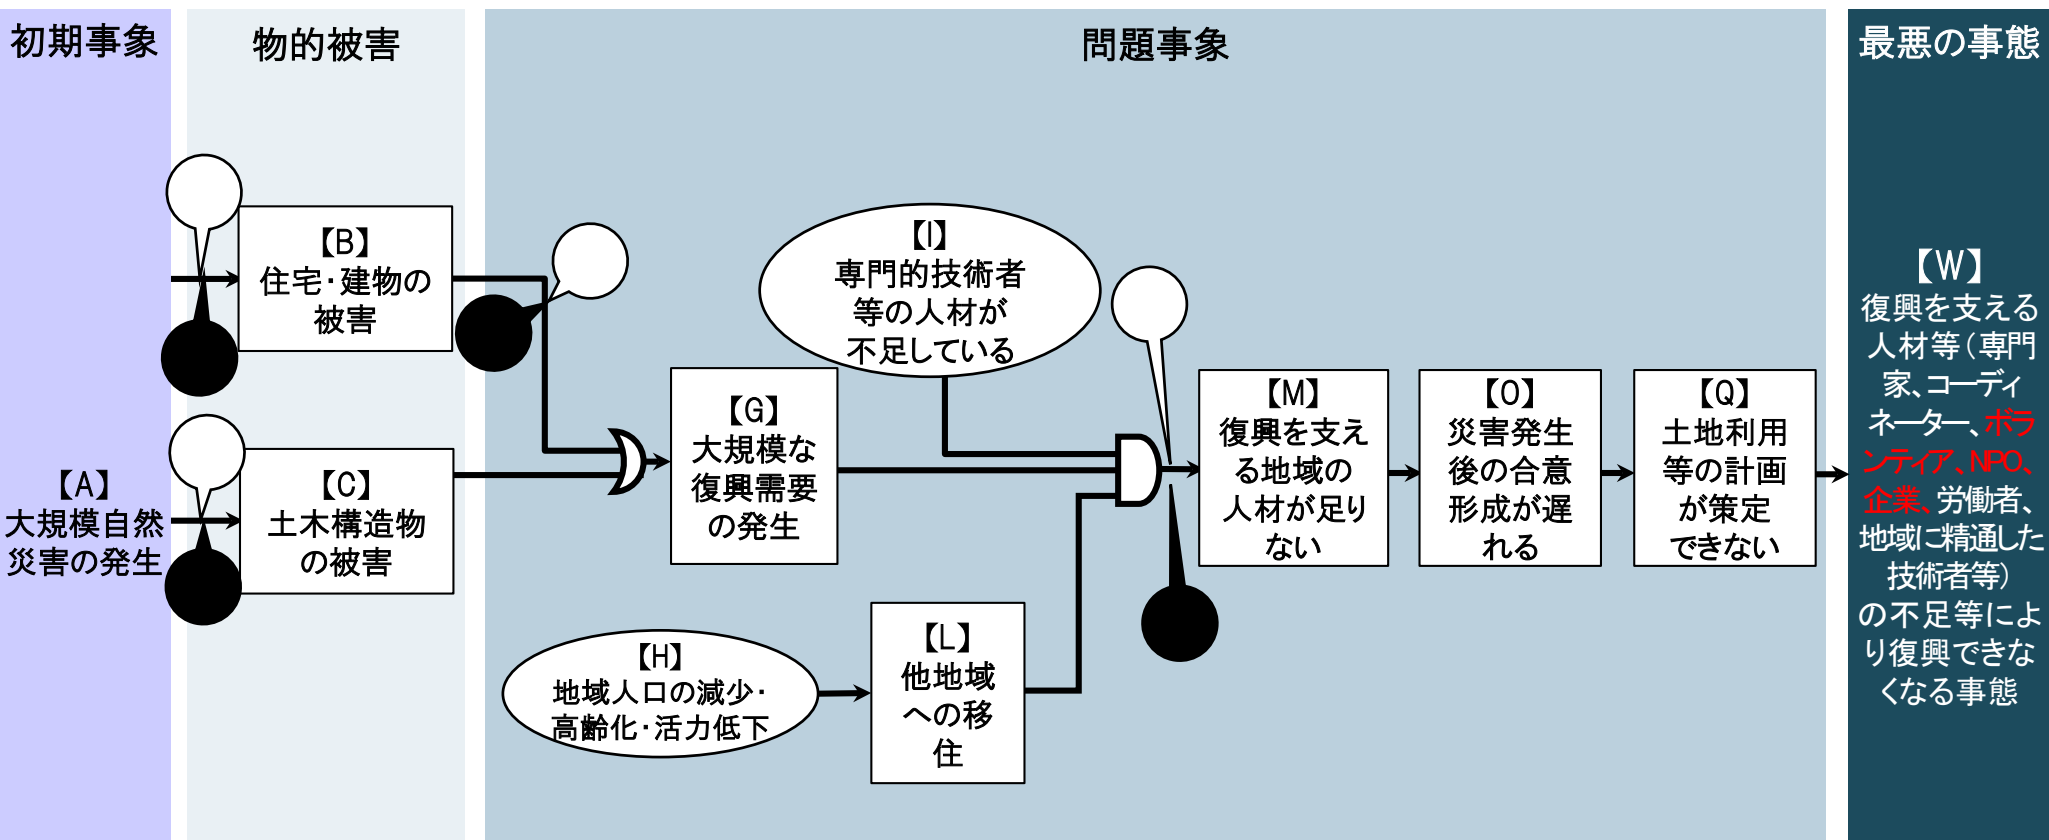 初期事象
物的被害
問題事象
最悪の事態
【A】
大規模自然
災害の発生
【B】
住宅・建物の
被害
【C】
土木構造物
の被害
【G】
大規模な
復興需要
の発生
【H】
地域人口の減少・
高齢化・活力低下
【I】
専門的技術者
等の人材が
不足している
【L】
他地域
への移
住
【M】
復興を支え
る地域の
人材が足り
ない
【O】
災害発生
後の合意
形成が遅
れる
【Q】
土地利用
等の計画
が策定
できない
【W】
復興を支える
人材等（専門
家、コーディ
ネーター、ボラ
ンテイア、NPO、
企業、労働者、
地域に精通した
技術者等）
の不足等によ
り復興できな
くなる事態